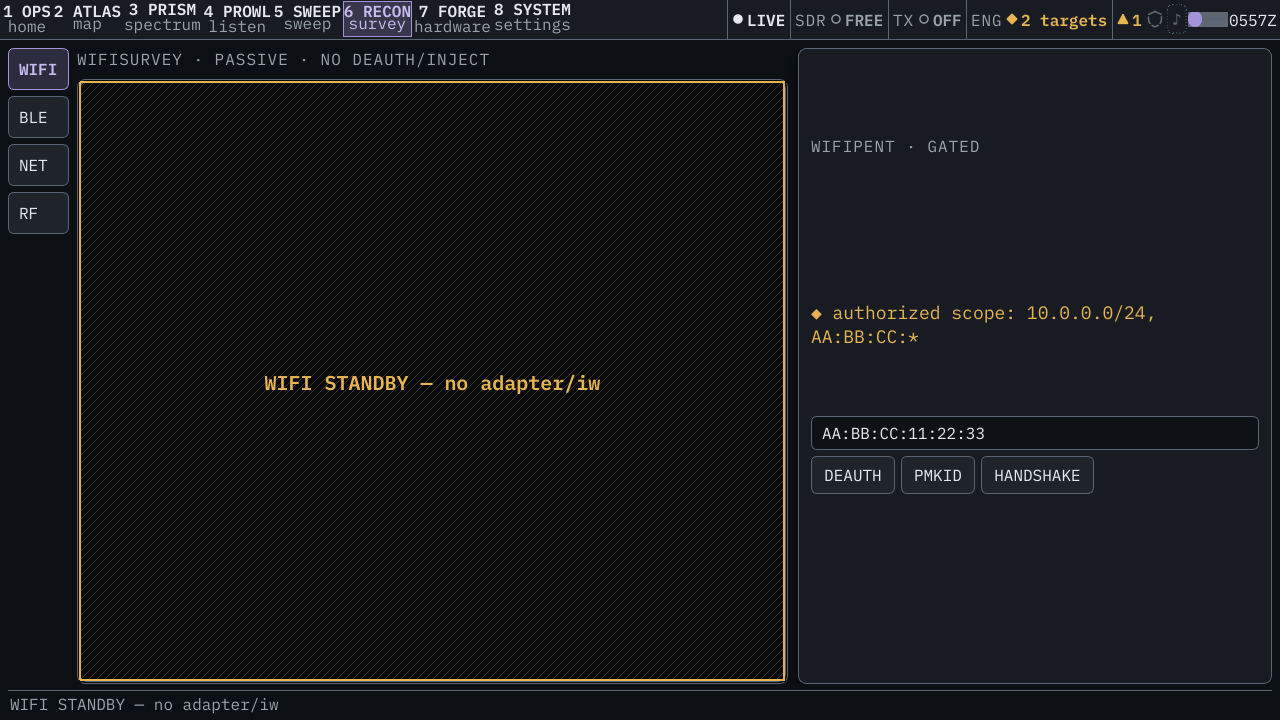 1 OPS 2 ATLAS 3 PRISM 4 PROWL 5 SWEEP 6 RECON 7 FORGE 8 SYSTEM
home map spectrum listen sweep survey hardware settings
● LIVE SDR ○ FREE TX ○ OFF ENG ◆ 2 targets ▲ 1 ♪ 0557Z
WIFI
BLE
NET
RF
WIFISURVEY · PASSIVE · NO DEAUTH/INJECT
WIFI STANDBY — no adapter/iw
WIFIPENT · GATED
◆ authorized scope: 10.0.0.0/24,
AA:BB:CC:*
AA:BB:CC:11:22:33
DEAUTH PMKID HANDSHAKE
WIFI STANDBY — no adapter/iw